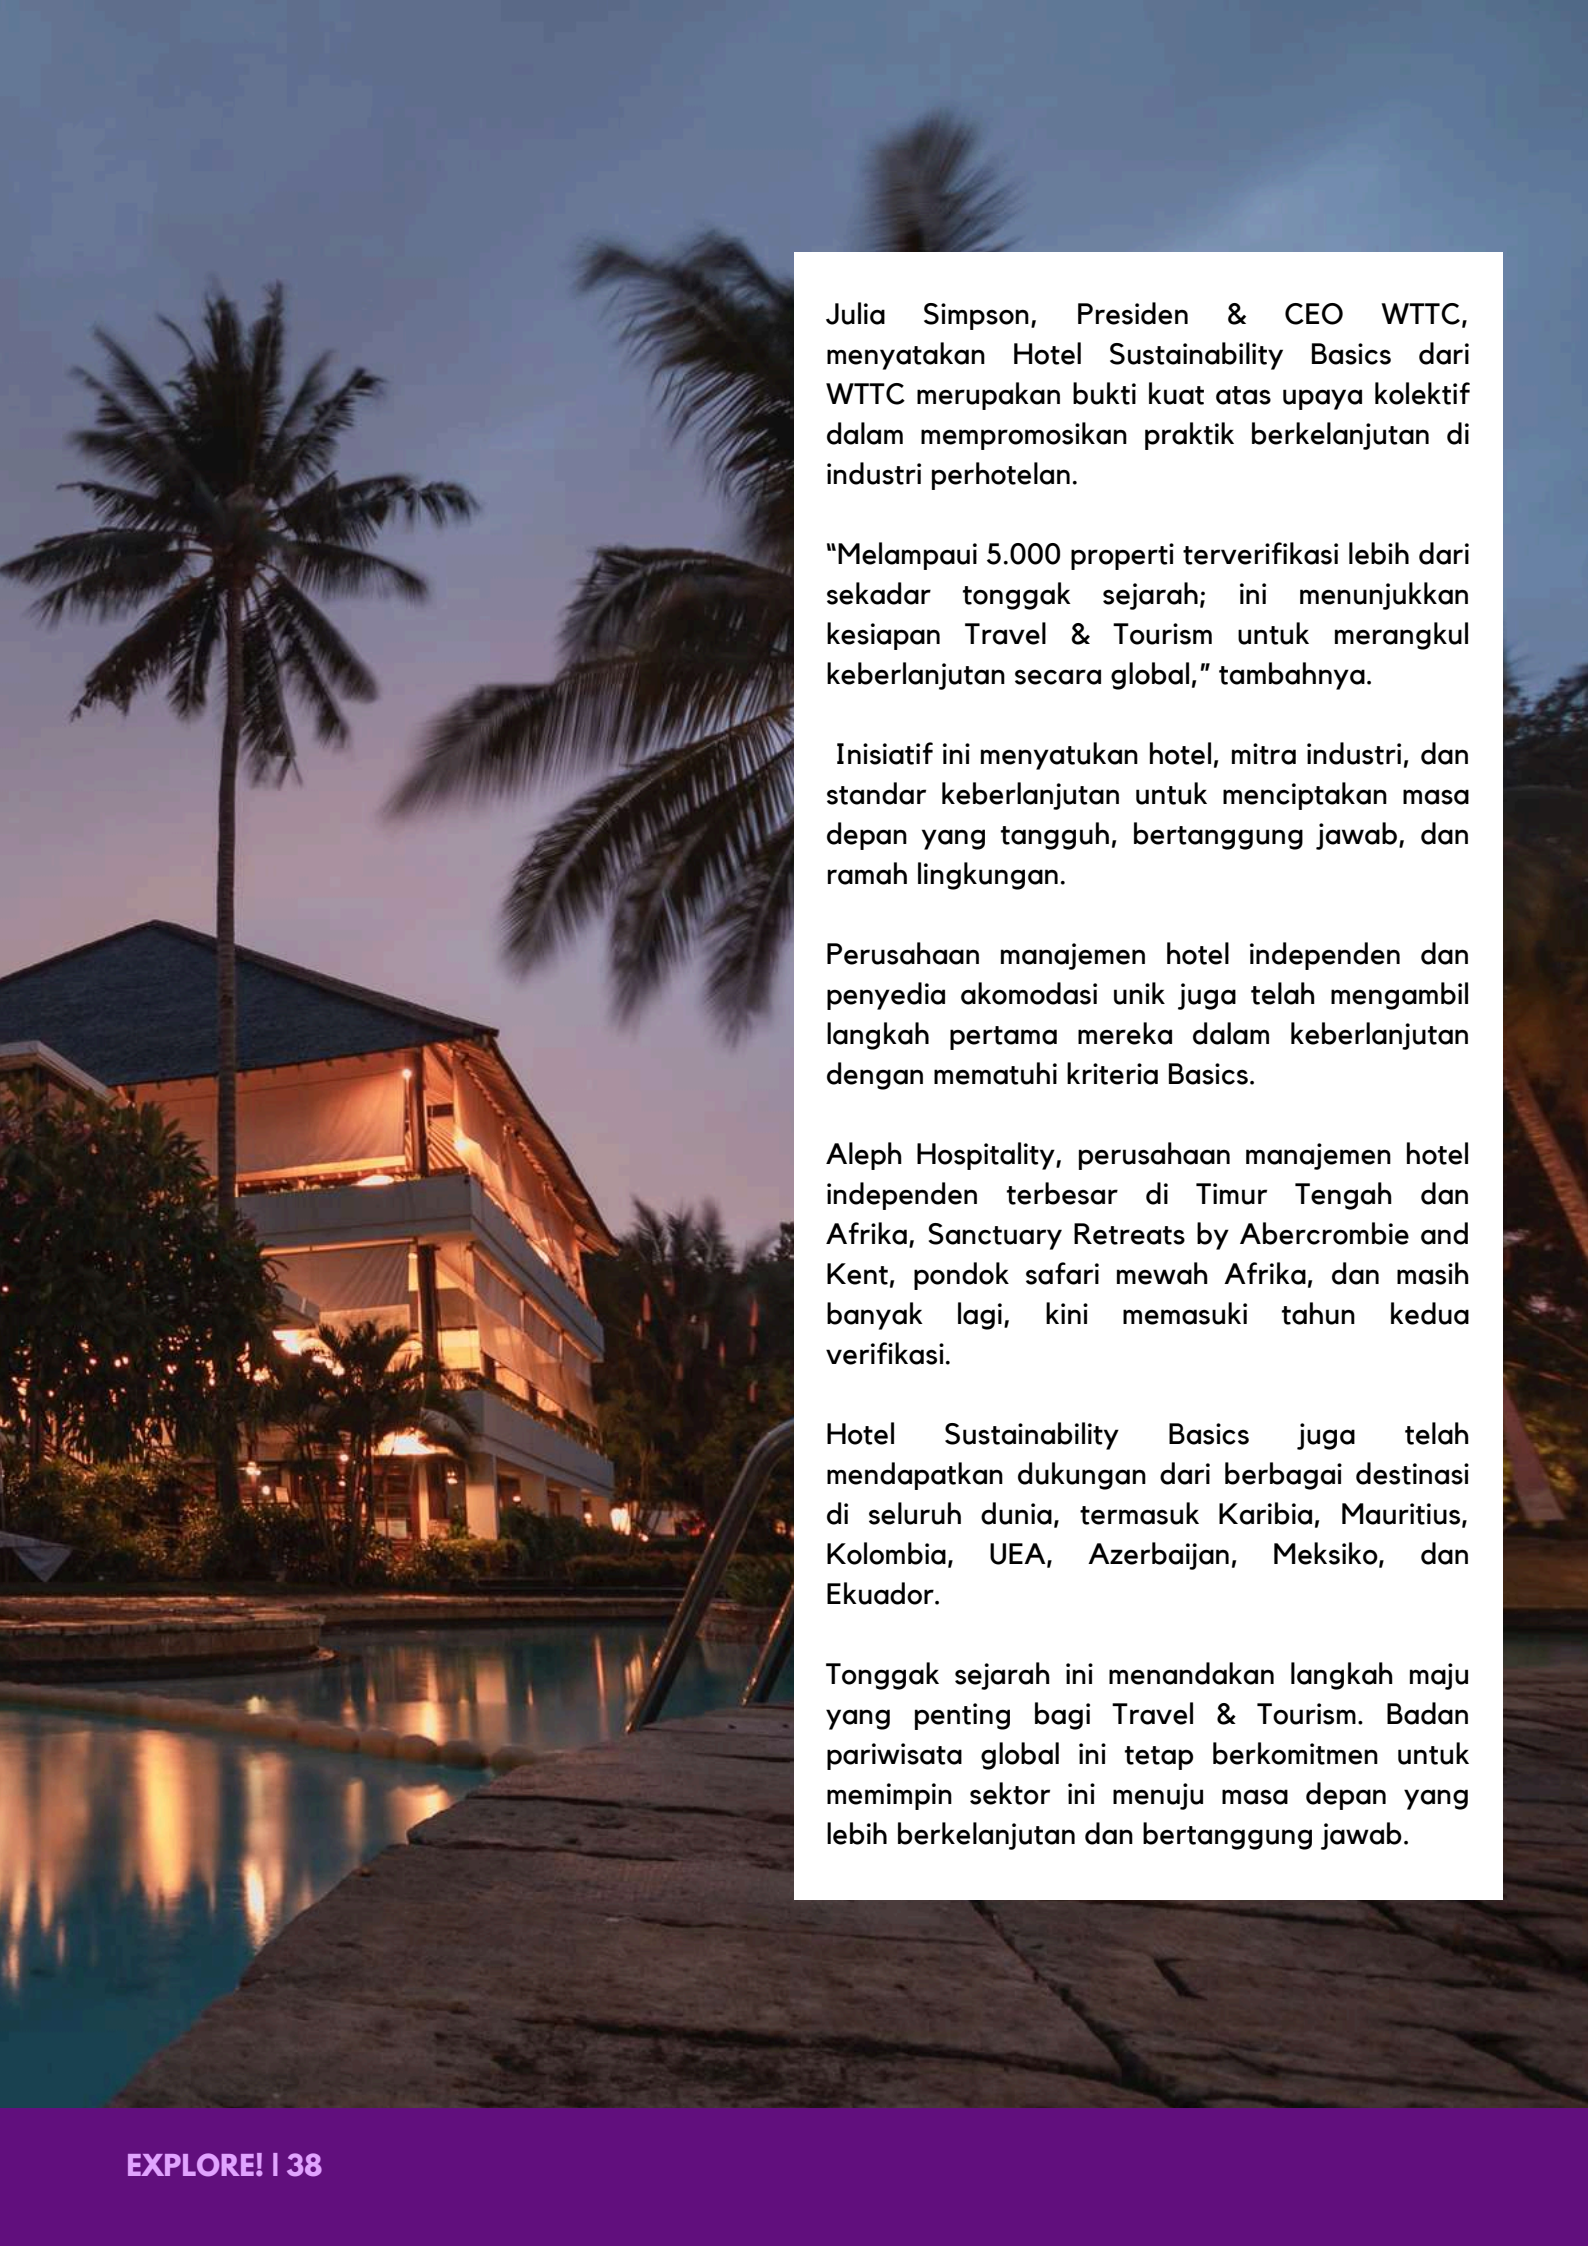 Julia Simpson, Presiden & CEO WTTC,
menyatakan Hotel Sustainability Basics dari
WTTC merupakan bukti kuat atas upaya kolektif
dalam mempromosikan praktik berkelanjutan di
industri perhotelan.
“Melampaui 5.000 properti terverifikasi lebih dari
sekadar tonggak sejarah; ini menunjukkan
kesiapan Travel & Tourism untuk merangkul
keberlanjutan secara global,” tambahnya.
Inisiatif ini menyatukan hotel, mitra industri, dan
standar keberlanjutan untuk menciptakan masa
depan yang tangguh, bertanggung jawab, dan
ramah lingkungan.
Perusahaan manajemen hotel independen dan
penyedia akomodasi unik juga telah mengambil
langkah pertama mereka dalam keberlanjutan
dengan mematuhi kriteria Basics.
Aleph Hospitality, perusahaan manajemen hotel
independen terbesar di Timur Tengah dan
Afrika, Sanctuary Retreats by Abercrombie and
Kent, pondok safari mewah Afrika, dan masih
banyak lagi, kini memasuki tahun kedua
verifikasi.
Hotel Sustainability Basics juga telah
mendapatkan dukungan dari berbagai destinasi
di seluruh dunia, termasuk Karibia, Mauritius,
Kolombia, UEA, Azerbaijan, Meksiko, dan
Ekuador.
Tonggak sejarah ini menandakan langkah maju
yang penting bagi Travel & Tourism. Badan
pariwisata global ini tetap berkomitmen untuk
memimpin sektor ini menuju masa depan yang
lebih berkelanjutan dan bertanggung jawab.
EXPLORE! | 38